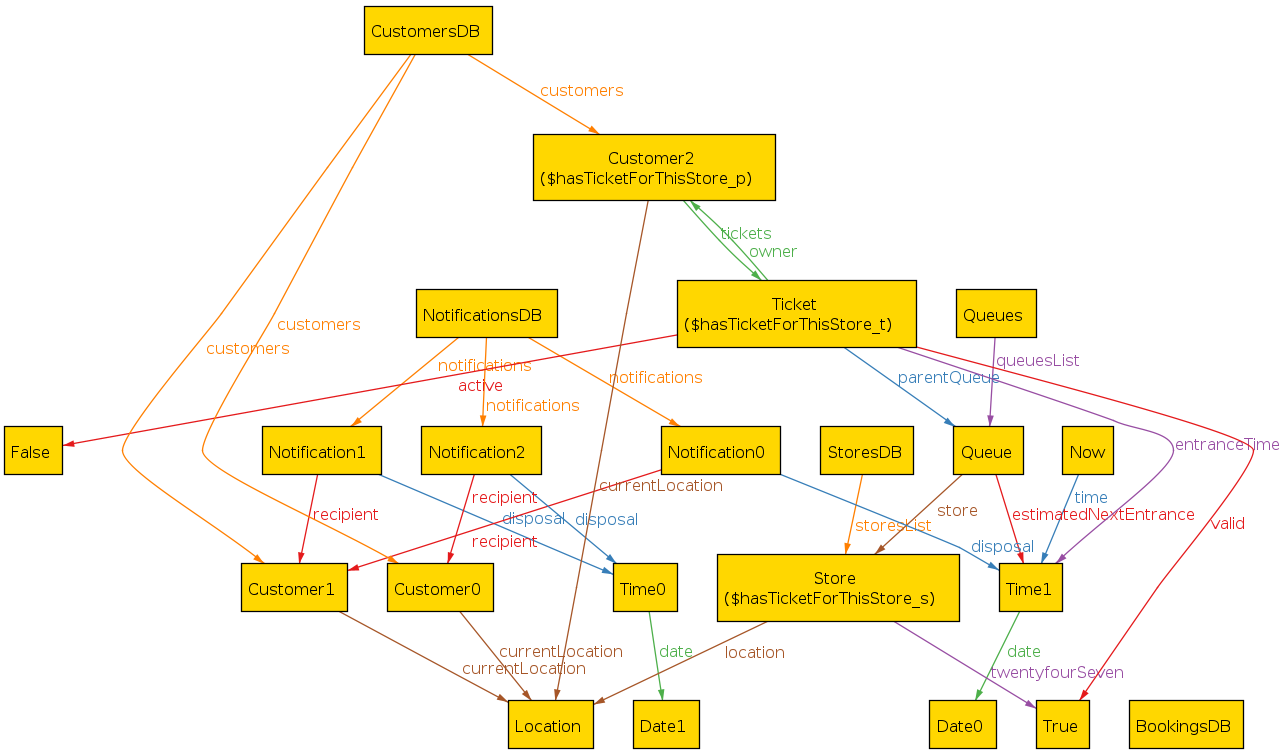 CustomersDB
customers
Customer2
($hasTicketForThisStore_p)
tickets
owner
Ticket
($hasTicketForThisStore_t)
NotificationsDB
Queues
customers
customers
notifications
active
notifications
notifications
parentQueue
queuesList
entranceTime
False
Notification1
Notification2
Notification0
StoresDB
Queue
Now
currentLocation
time
recipient
recipient
disposal
disposal
recipient
store
estimatedNextEntrance
storesList
valid
disposal
Customer1
Customer0
Time0
Store
($hasTicketForThisStore_s)
Time1
currentLocation
currentLocation
date
location
date
twentyfourSeven
Location
Date1
Date0
True
BookingsDB